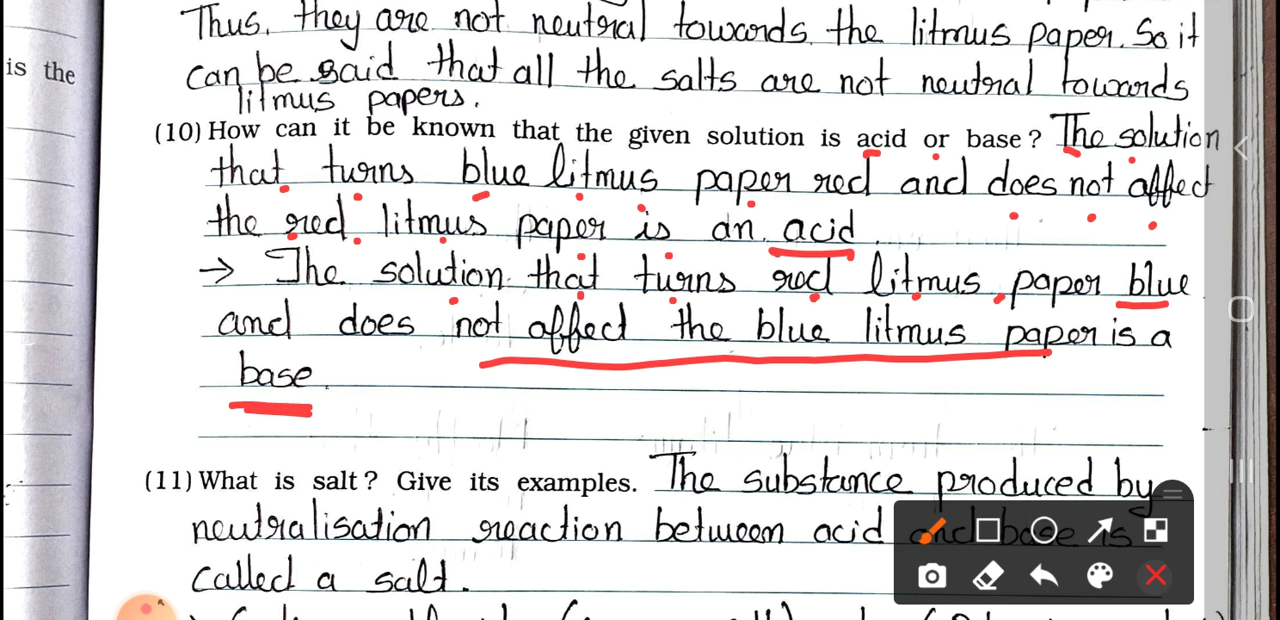 Thus, they are not neutral towards the litmus paper. So it
is the
can be said that all the salts are not neutral towards
litmus papers.
(10) How can it be known that the given solution is acid or base? The solution
that turns blue litmus paper red and does not affect
the red litmus paper is an acid.
→ The solution that turns red litmus paper blue
and does not affect the blue litmus paper is a
base.
(11) What is salt? Give its examples. The substance produced by
neutralisation reaction between acid and base is
called a salt.